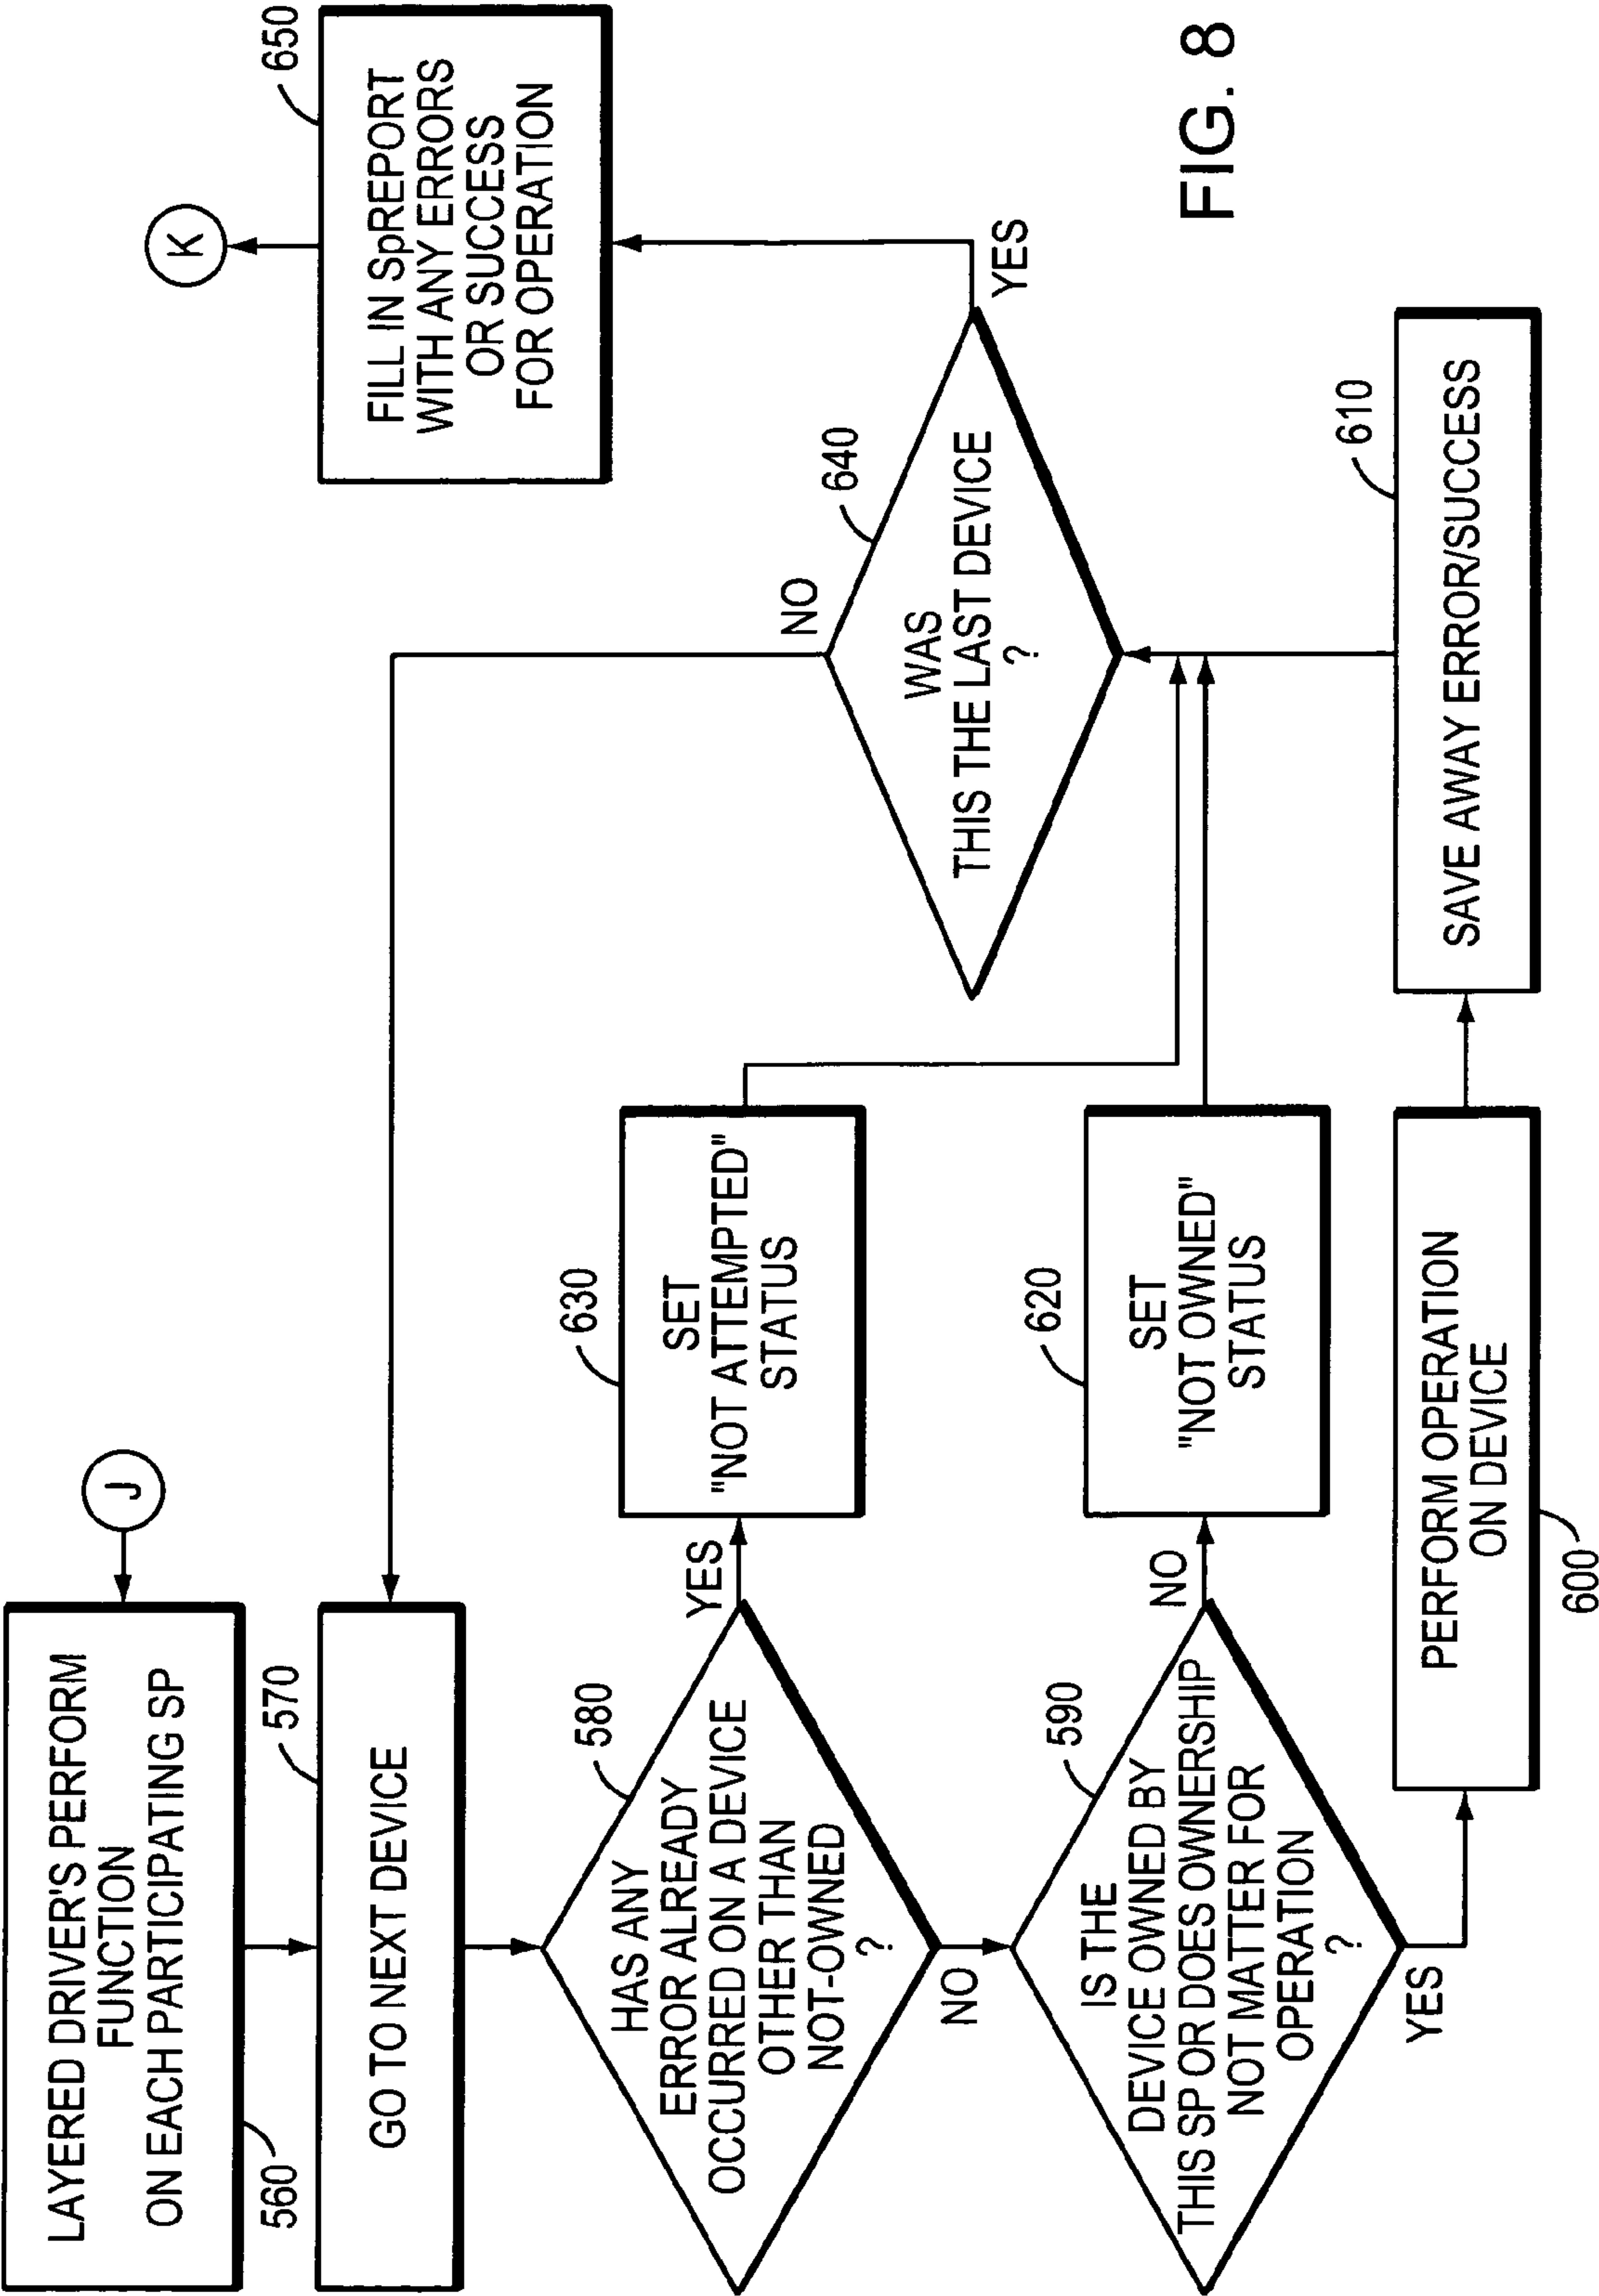 J
LAYERED DRIVER'S PERFORM
FUNCTION
ON EACH PARTICIPATING SP
560
GO TO NEXT DEVICE
570
HAS ANY
ERROR ALREADY
OCCURRED ON A DEVICE
OTHER THAN
NOT-OWNED
?
580
YES
NO
SET
"NOT ATTEMPTED"
STATUS
630
IS THE
DEVICE OWNED BY
THIS SP OR DOES OWNERSHIP
NOT MATTER FOR
OPERATION
?
590
NO
YES
SET
"NOT OWNED"
STATUS
620
PERFORM OPERATION
ON DEVICE
600
SAVE AWAY ERROR/SUCCESS
610
WAS
THIS THE LAST DEVICE
?
640
NO
YES
FILL IN SpREPORT
WITH ANY ERRORS
OR SUCCESS
FOR OPERATION
650
K
FIG. 8